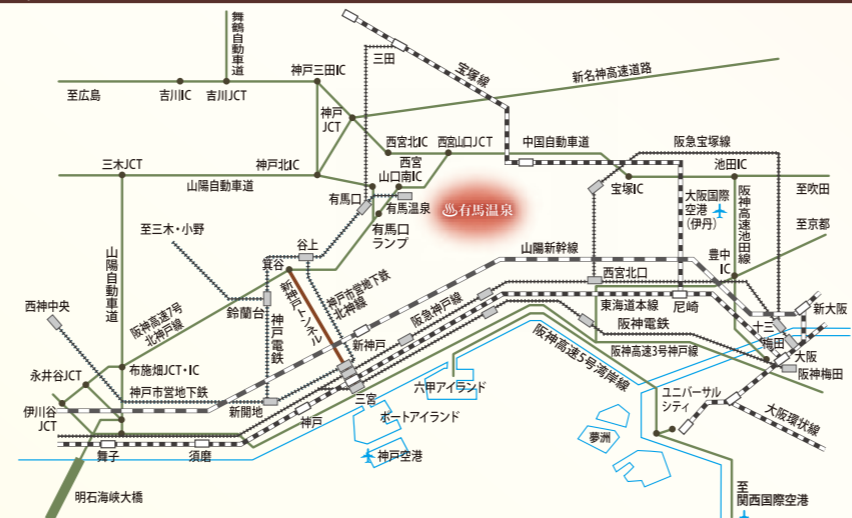 舞鶴自動車道
三田
宝塚線
新名神高速道路
神戸三田IC
至広島
吉川IC
吉川JCT
神戸
JCT
西宮北IC
西宮山口JCT
中国自動車道
阪急宝塚線
三木JCT
神戸北IC
西宮
山口南IC
池田IC
宝塚IC
山陽自動車道
有馬口
有馬温泉
有馬口
ランプ
♨有馬温泉
大阪国際
空港
(伊丹)
阪神高速池田線
至吹田
至京都
至三木・小野
谷上
箕谷
山陽新幹線
豊中
IC
山陽自動車道
西神中央
阪神高速7号
北神戸線
鈴蘭台
神戸電鉄
新神戸トンネル
神戸市営地下鉄
北神線
西宮北口
東海道本線
尼崎
新大阪
十三
梅田
大阪
阪神梅田
阪急神戸線
阪神電鉄
阪神高速3号神戸線
阪神高速5号湾岸線
新神戸
布施畑JCT・IC
永井谷JCT
神戸市営地下鉄
伊川谷
JCT
新開地
三宮
神戸
六甲アイランド
ポートアイランド
ユニバーサル
シティ
大阪環状線
夢洲
舞子
須磨
神戸空港
明石海峡大橋
至
関西国際空港